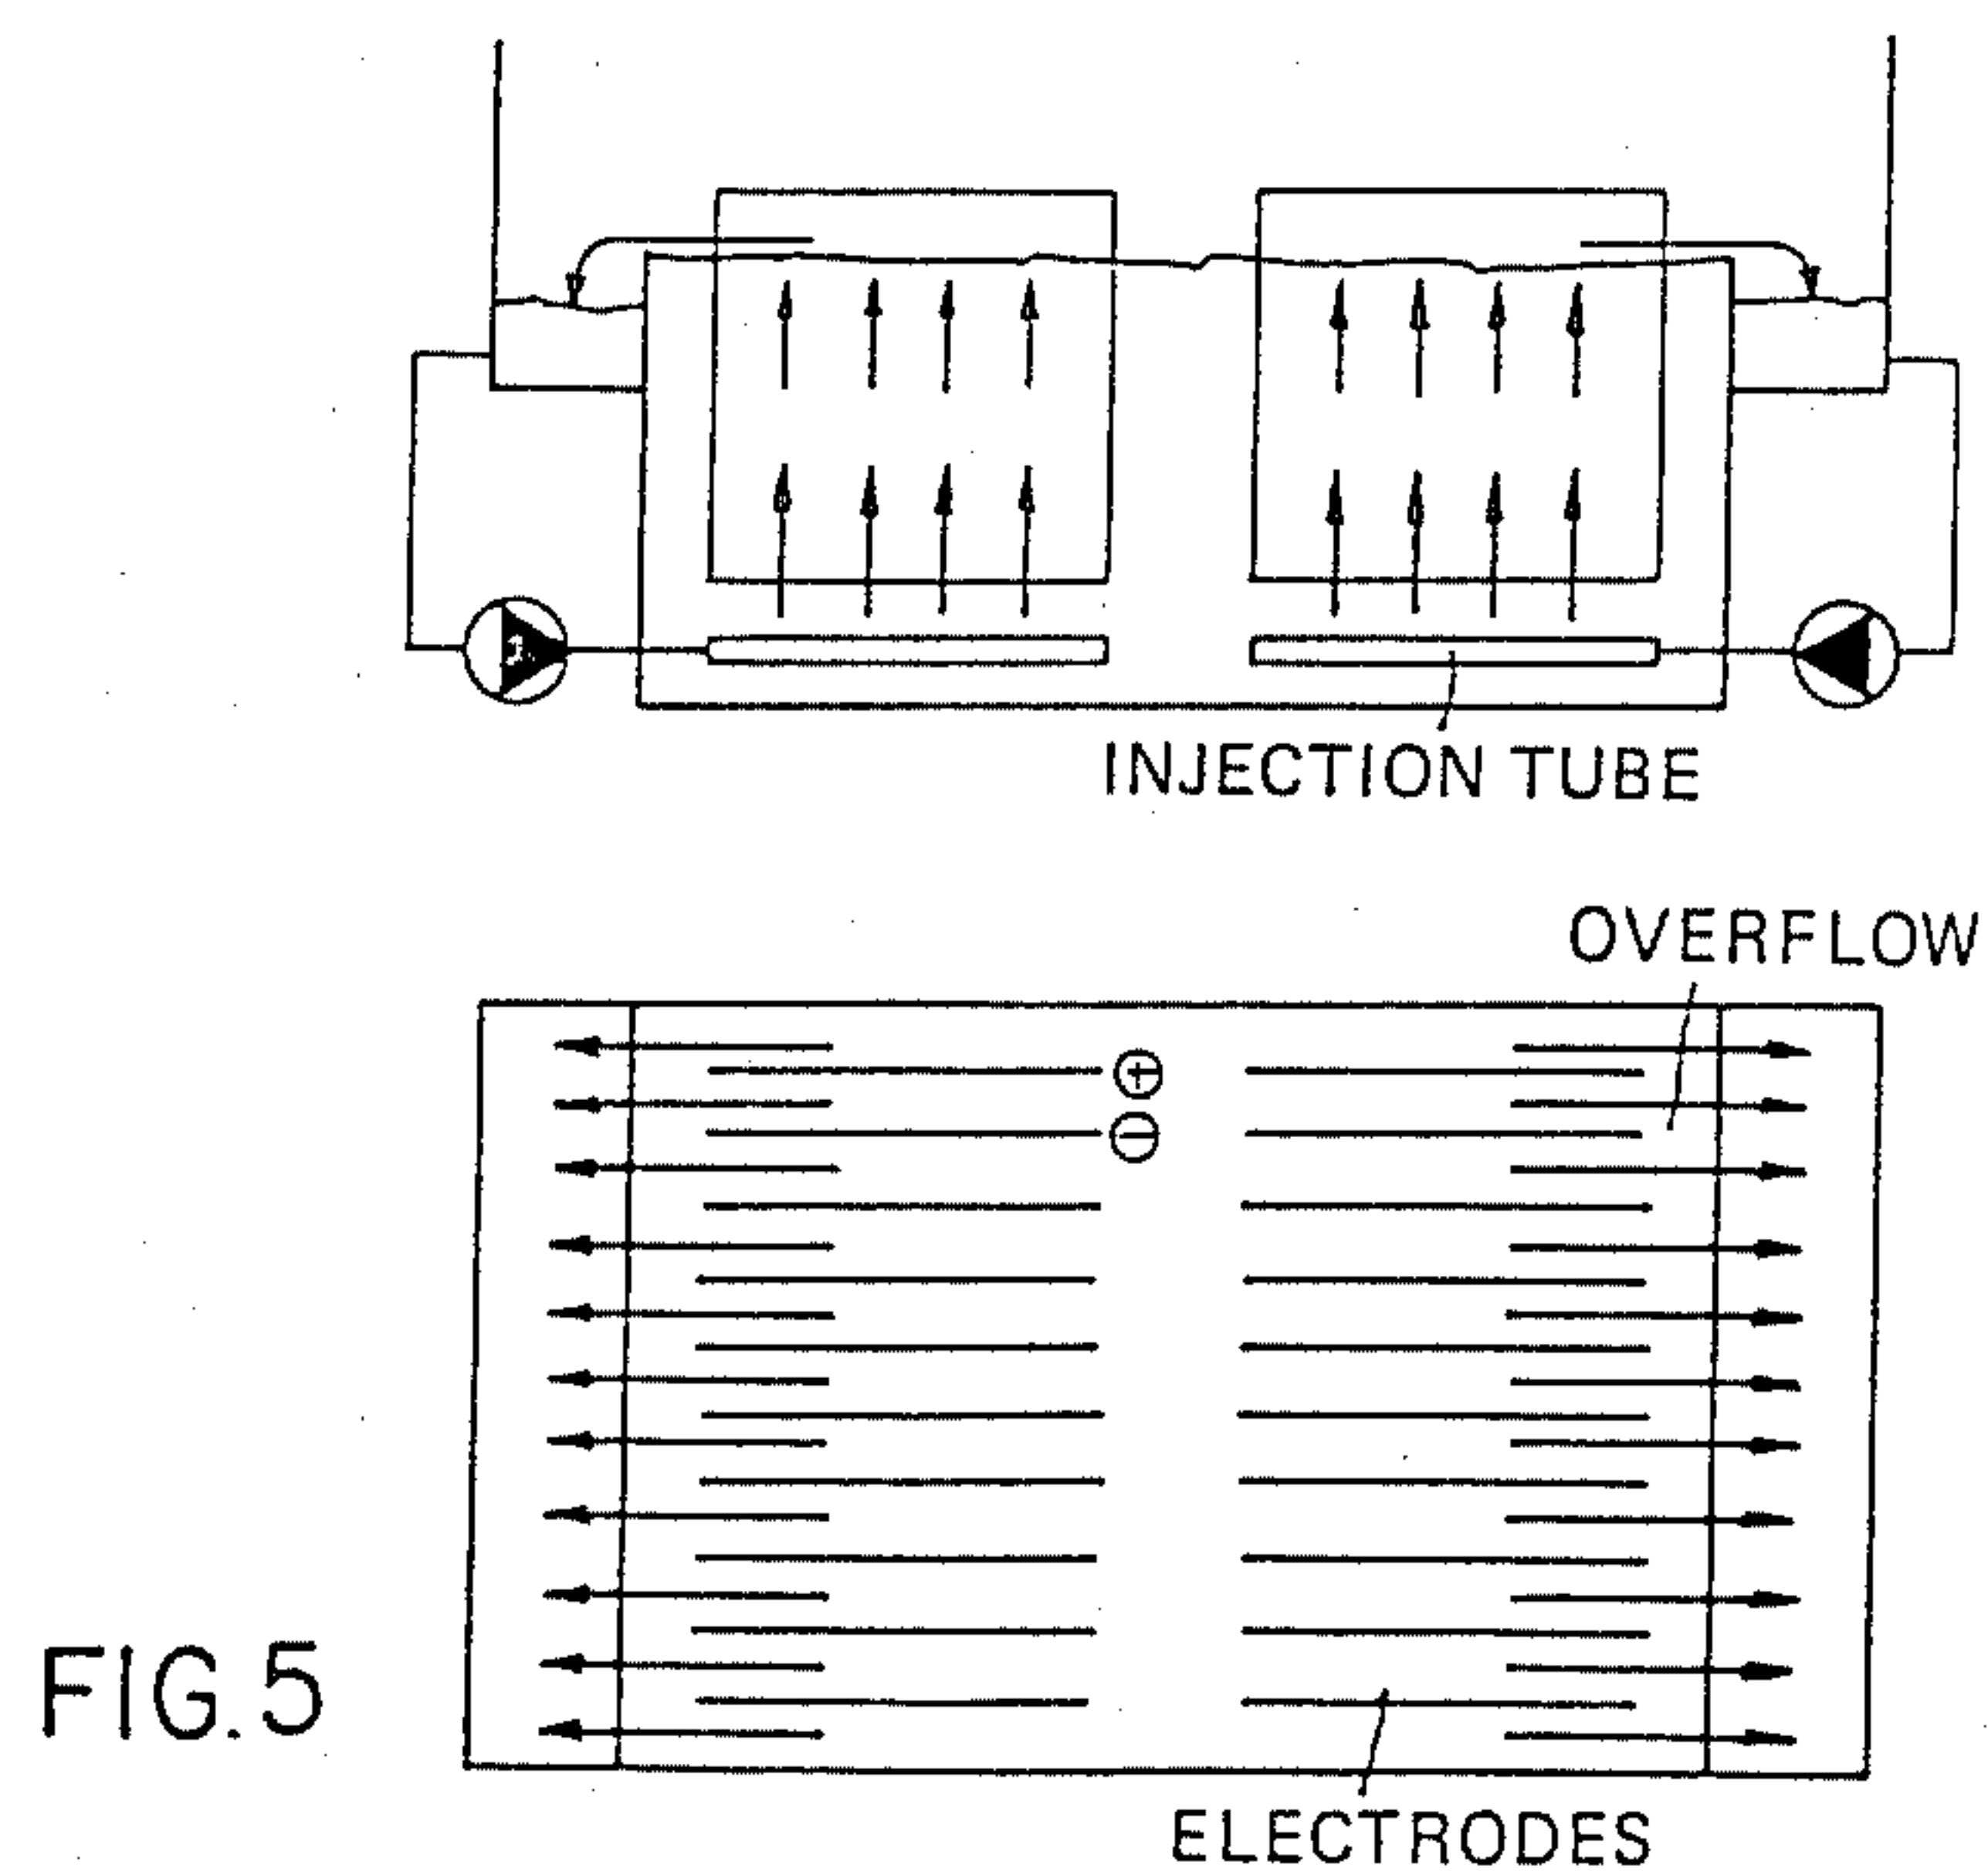 INJECTION TUBE
OVERFLOW
+
−
FIG.5
ELECTRODES